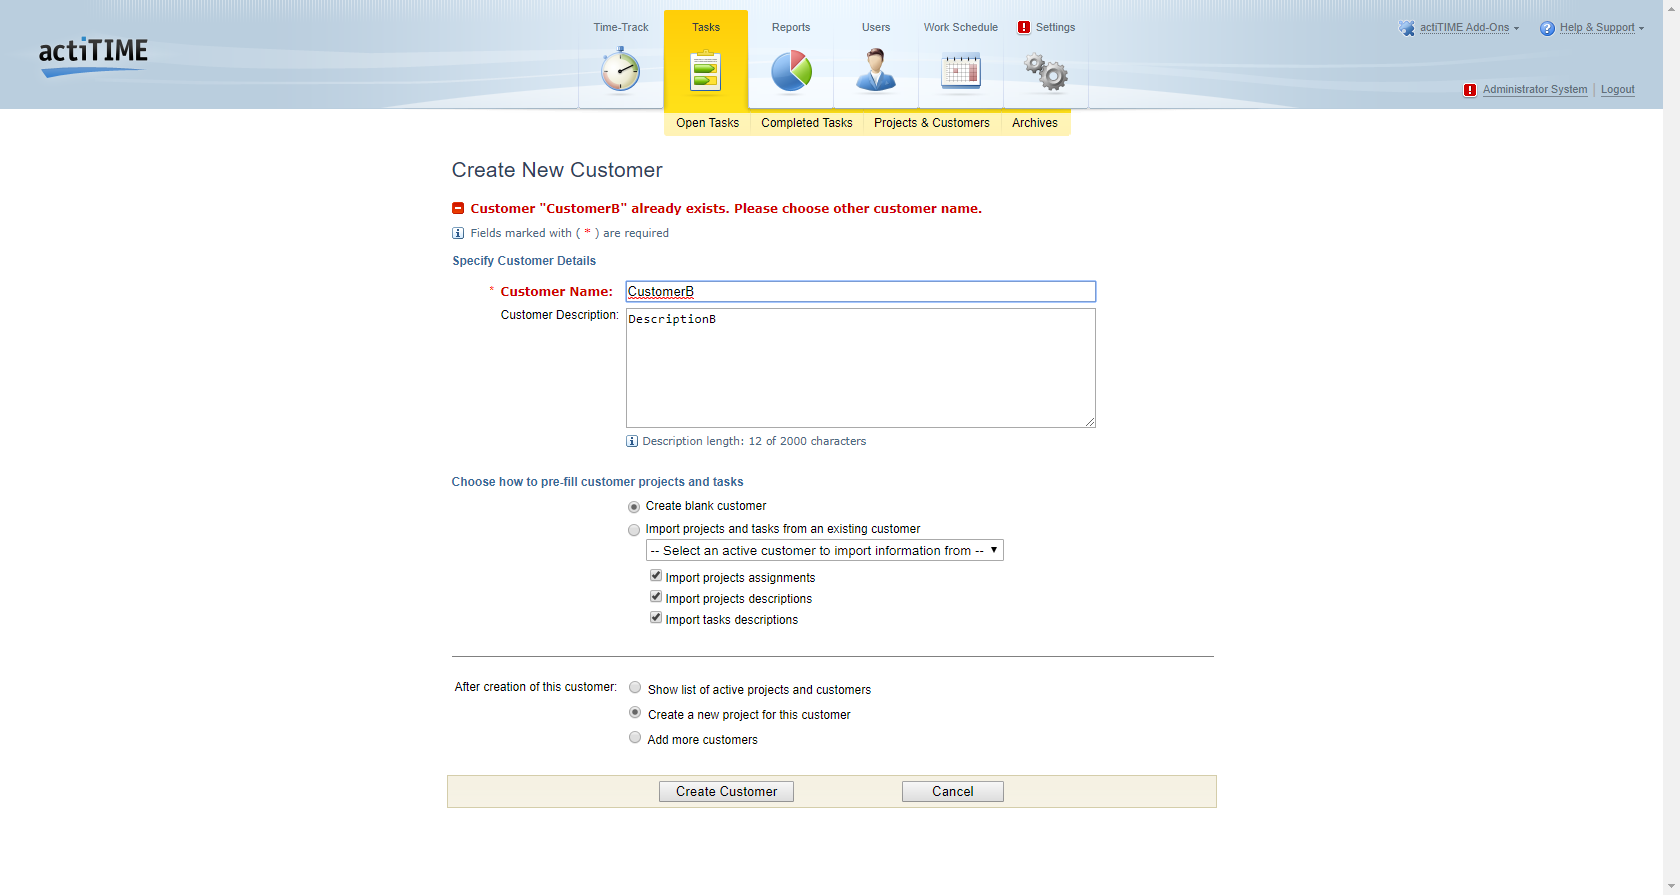 actiTIME
Time-Track
Tasks
Reports
Users
Work Schedule
Settings
actiTIME Add-Ons
Help & Support
Administrator System
Logout
Open Tasks
Completed Tasks
Projects & Customers
Archives
Create New Customer
Customer "CustomerB" already exists. Please choose other customer name.
Fields marked with ( * ) are required
Specify Customer Details
* Customer Name: CustomerB
Customer Description: DescriptionB
Description length: 12 of 2000 characters
Choose how to pre-fill customer projects and tasks
Create blank customer
Import projects and tasks from an existing customer
-- Select an active customer to import information from --
Import projects assignments
Import projects descriptions
Import tasks descriptions
After creation of this customer: Show list of active projects and customers
Create a new project for this customer
Add more customers
Create Customer
Cancel